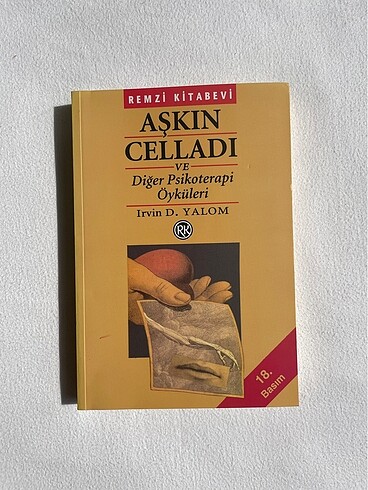 REMZİ KİTABEVİ
AŞKIN
CELLADI
VE
Diğer Psikoterapi
Öyküleri
Irvin D. YALOM
RK
18.
Basım